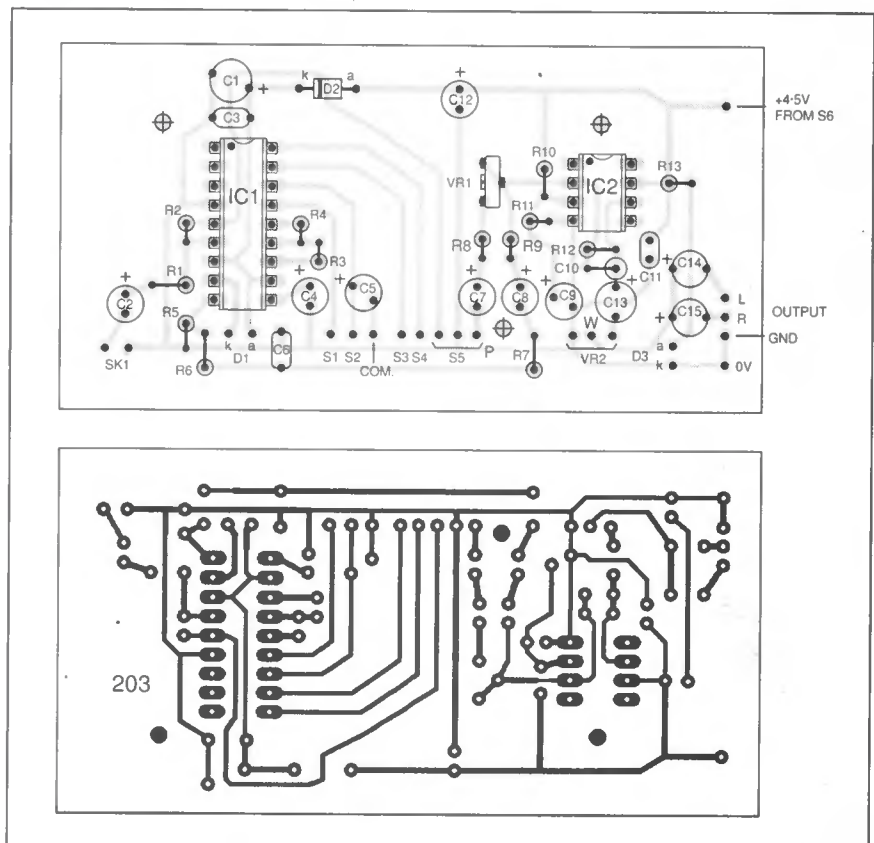 C1 + k D2 a + C12
+4·5V
FROM S6
C3
IC1
VR1
R10
IC2
R13
R2
R4
R11
R3
R8
R9
R12
C10
C11
+ C14
R1
+ C2
+ C4
+ C5
+ C7
+ C8
+ C9
+ C13
+ C15
L
R
OUTPUT
GND
0V
R5
SK1
R6
k a
D1
C6
S1 S2
COM.
S3 S4
S5
P
R7
W
VR2
D3
a
k
203